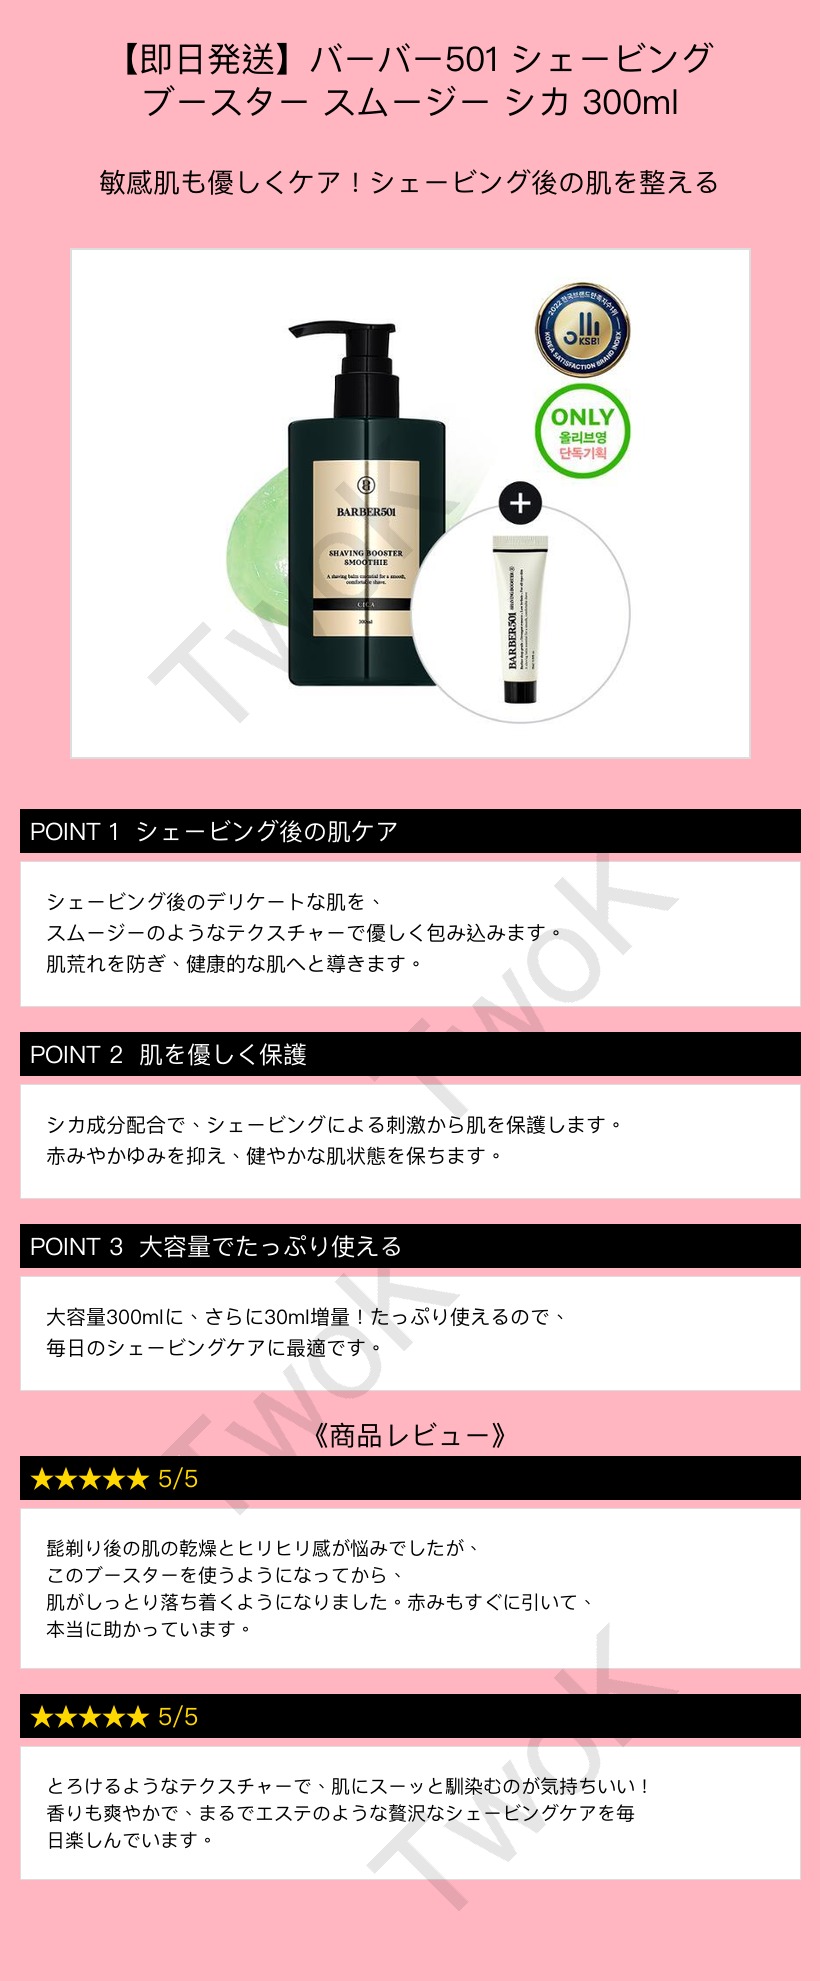 【即日発送】バーバー501 シェービング
ブースター スムージー シカ 300ml
敏感肌も優しくケア！シェービング後の肌を整える
2022 한국브랜드만족지수1위
KSBI
KOREA SATISFACTION BRAND INDEX
ONLY
올리브영
단독기획
BARBER501
SHAVING BOOSTER
SMOOTHIE
A shaving balm essential for a smooth,
comfortable shave.
CICA
300ml
+
BARBER501 SHAVING BOOSTER
TwoK
POINT 1 シェービング後の肌ケア
シェービング後のデリケートな肌を、
スムージーのようなテクスチャーで優しく包み込みます。
肌荒れを防ぎ、健康的な肌へと導きます。
TwoK
POINT 2 肌を優しく保護
シカ成分配合で、シェービングによる刺激から肌を保護します。
赤みやかゆみを抑え、健やかな肌状態を保ちます。
POINT 3 大容量でたっぷり使える
大容量300mlに、さらに30ml増量！たっぷり使えるので、
毎日のシェービングケアに最適です。
TwoK
《商品レビュー》
★★★★★ 5/5
髭剃り後の肌の乾燥とヒリヒリ感が悩みでしたが、
このブースターを使うようになってから、
肌がしっとり落ち着くようになりました。赤みもすぐに引いて、
本当に助かっています。
★★★★★ 5/5
とろけるようなテクスチャーで、肌にスーッと馴染むのが気持ちいい！
香りも爽やかで、まるでエステのような贅沢なシェービングケアを毎
日楽しんでいます。
TwoK